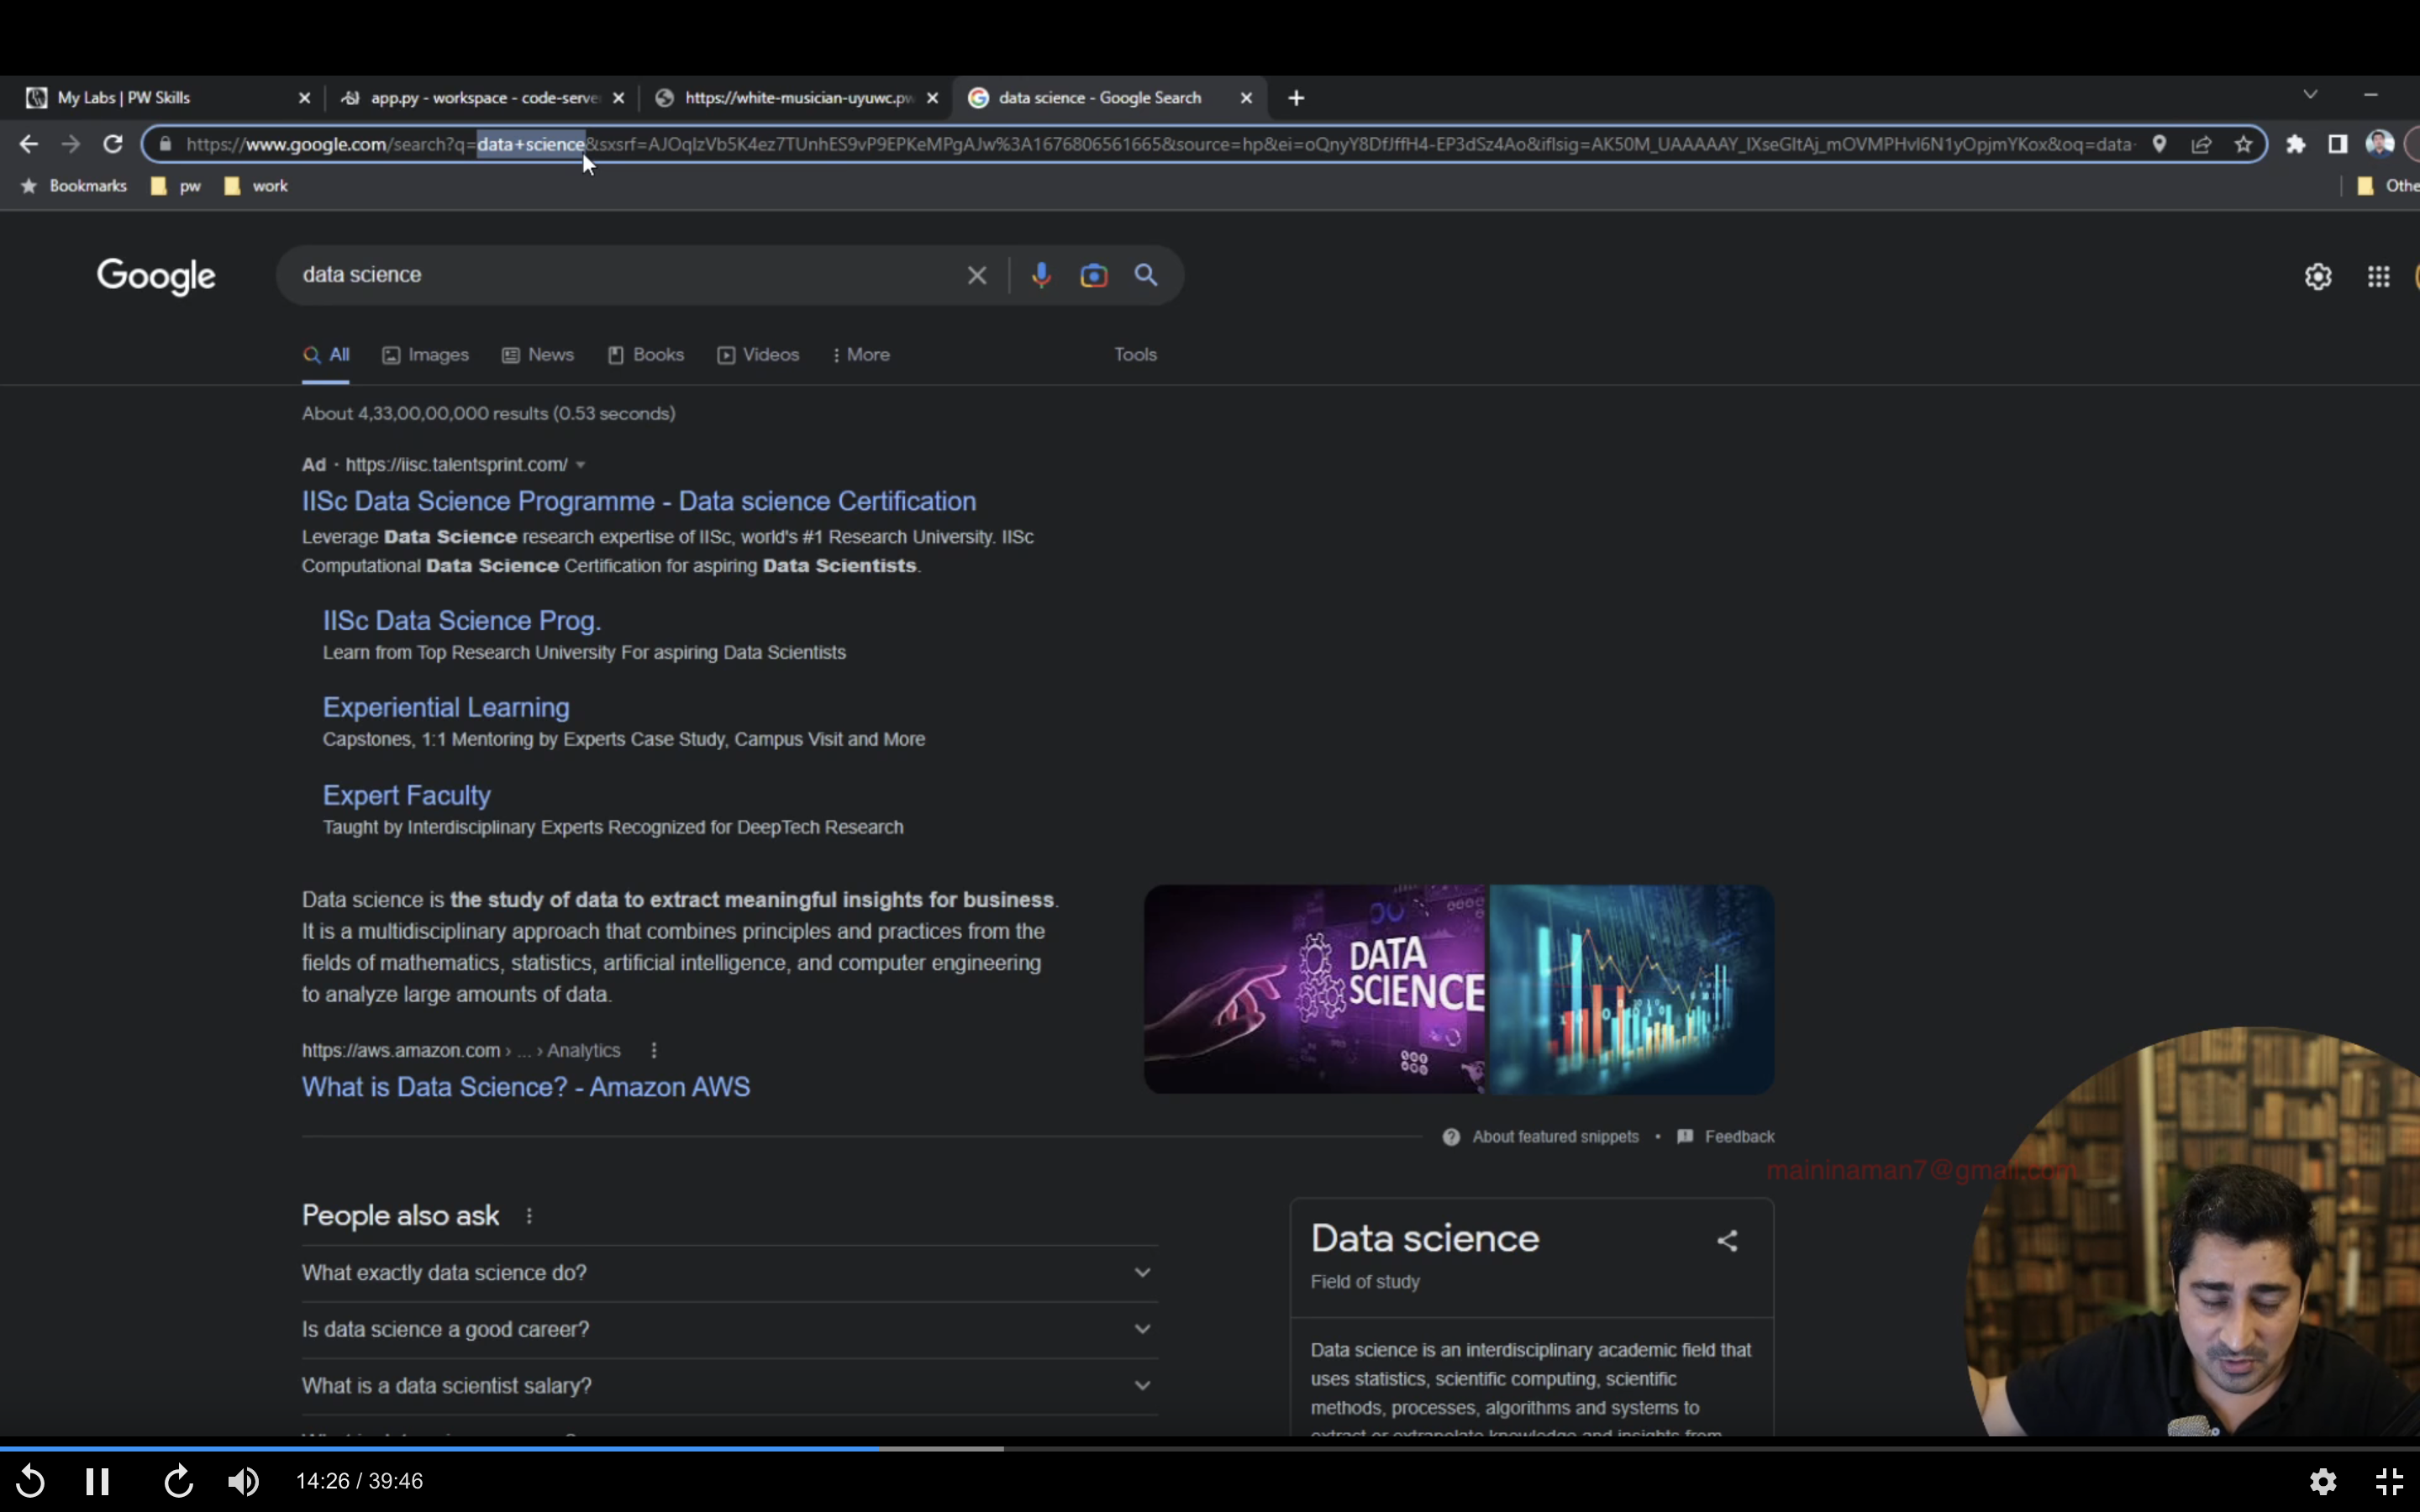 My Labs | PW Skills
app.py - workspace - code-serve
https://white-musician-uyuwc.pw
data science - Google Search
https://www.google.com/search?q=data+science&sxsrf=AJOqlzVb5K4ez7TUnhES9vP9EPKeMPgAJw%3A1676806561665&source=hp&ei=oQnyY8DfJffH4-EP3dSz4Ao&iflsig=AK50M_UAAAAAY_IXseGltAj_mOVMPHvl6N1yOpjmYKox&oq=data-
Bookmarks
pw
work
Othe
Google
data science
All
Images
News
Books
Videos
More
Tools
About 4,33,00,00,000 results (0.53 seconds)
Ad · https://iisc.talentsprint.com/
IISc Data Science Programme - Data science Certification
Leverage Data Science research expertise of IISc, world's #1 Research University. IISc
Computational Data Science Certification for aspiring Data Scientists.
IISc Data Science Prog.
Learn from Top Research University For aspiring Data Scientists
Experiential Learning
Capstones, 1:1 Mentoring by Experts Case Study, Campus Visit and More
Expert Faculty
Taught by Interdisciplinary Experts Recognized for DeepTech Research
Data science is the study of data to extract meaningful insights for business.
It is a multidisciplinary approach that combines principles and practices from the
fields of mathematics, statistics, artificial intelligence, and computer engineering
to analyze large amounts of data.
DATA
SCIENCE
https://aws.amazon.com › ... › Analytics
What is Data Science? - Amazon AWS
About featured snippets • Feedback
maininaman7@gmail.com
People also ask
What exactly data science do?
Is data science a good career?
What is a data scientist salary?
Data science
Field of study
Data science is an interdisciplinary academic field that
uses statistics, scientific computing, scientific
methods, processes, algorithms and systems to
extract or extrapolate knowledge and insights from
14:26 / 39:46